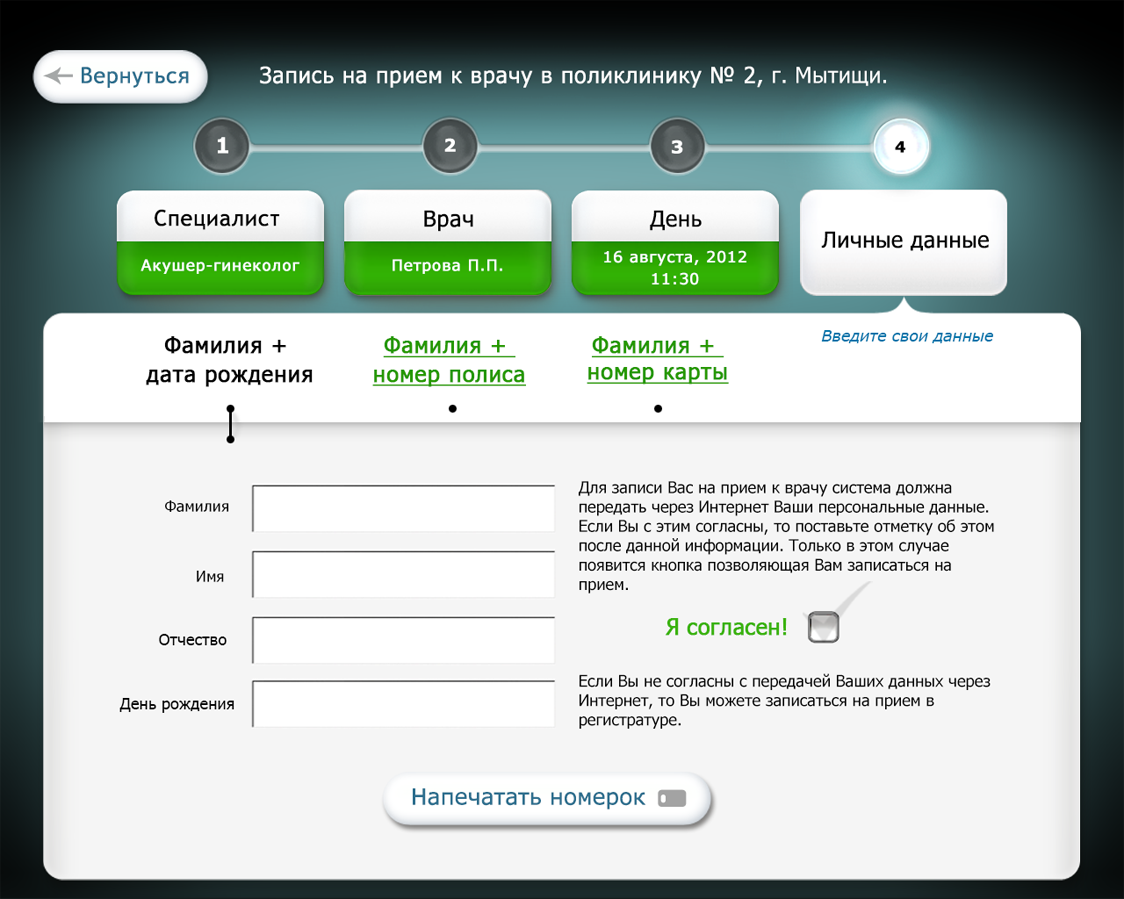 Вернуться
Запись на прием к врачу в поликлинику № 2, г. Мытищи.
1
2
3
4
Специалист
Акушер-гинеколог
Врач
Петрова П.П.
День
16 августа, 2012
11:30
Личные данные
Введите свои данные
Фамилия +
дата рождения
Фамилия +
номер полиса
Фамилия +
номер карты
Фамилия
Имя
Отчество
День рождения
Для записи Вас на прием к врачу система должна
передать через Интернет Ваши персональные данные.
Если Вы с этим согласны, то поставьте отметку об этом
после данной информации. Только в этом случае
появится кнопка позволяющая Вам записаться на
прием.
Я согласен!
Если Вы не согласны с передачей Ваших данных через
Интернет, то Вы можете записаться на прием в
регистратуре.
Напечатать номерок